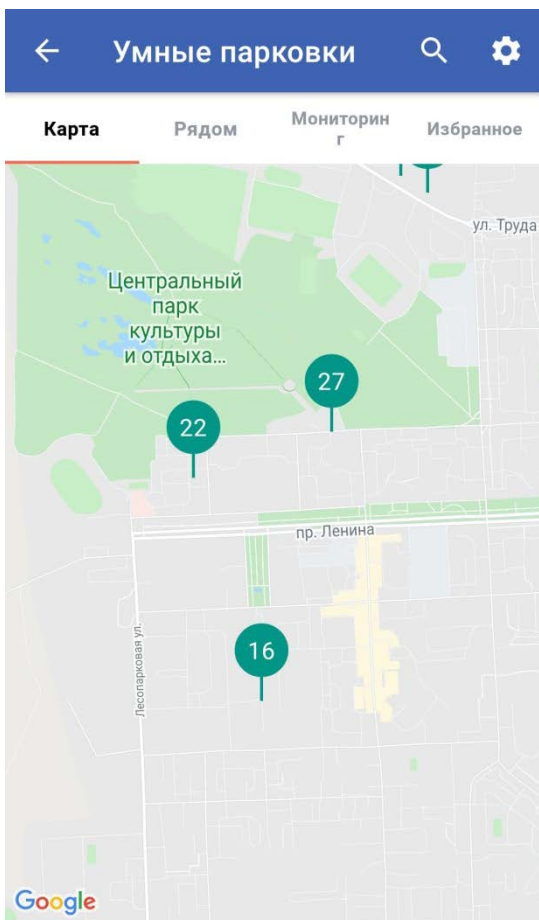 Умные парковки
Карта
Рядом
Мониторин
г
Избранное
ул. Труда
Центральный
парк
культуры
и отдыха...
27
22
пр. Ленина
Лесопарковая ул.
16
Google